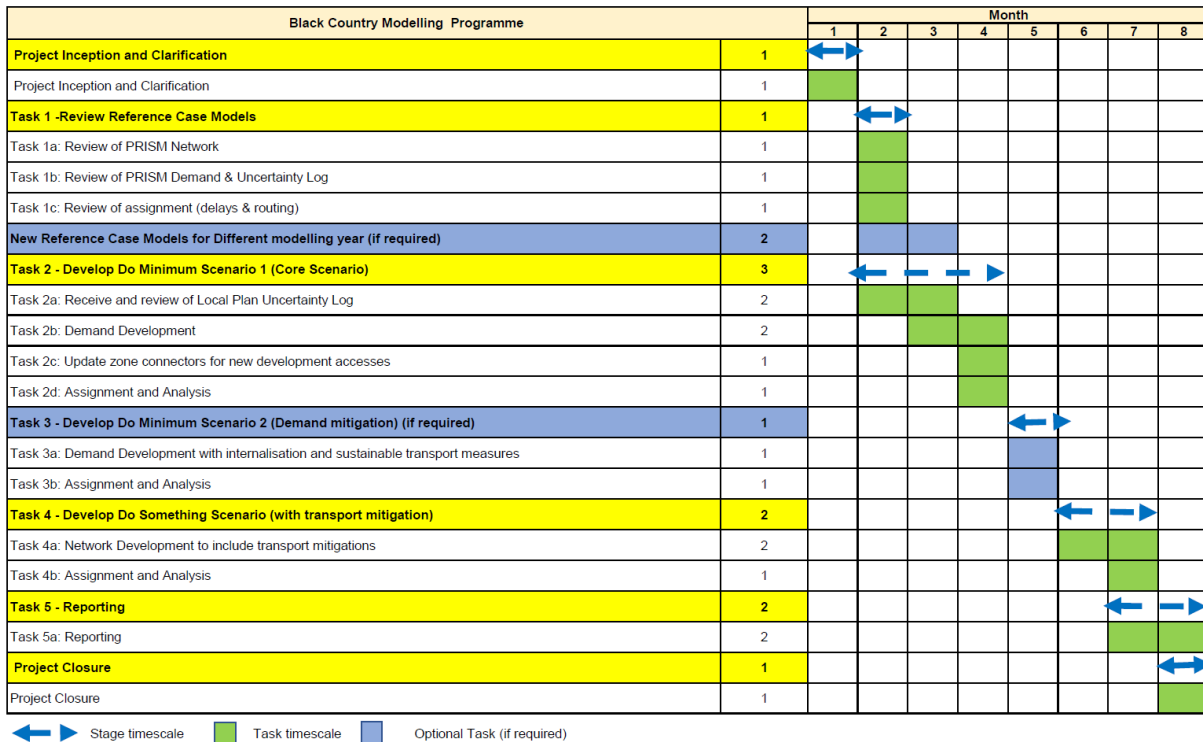 Black Country Modelling Programme
Month
1 2 3 4 5 6 7 8
Project Inception and Clarification 1
Project Inception and Clarification 1
Task 1 -Review Reference Case Models 1
Task 1a: Review of PRISM Network 1
Task 1b: Review of PRISM Demand & Uncertainty Log 1
Task 1c: Review of assignment (delays & routing) 1
New Reference Case Models for Different modelling year (if required) 2
Task 2 - Develop Do Minimum Scenario 1 (Core Scenario) 3
Task 2a: Receive and review of Local Plan Uncertainty Log 2
Task 2b: Demand Development 2
Task 2c: Update zone connectors for new development accesses 1
Task 2d: Assignment and Analysis 1
Task 3 - Develop Do Minimum Scenario 2 (Demand mitigation) (if required) 1
Task 3a: Demand Development with internalisation and sustainable transport measures 1
Task 3b: Assignment and Analysis 1
Task 4 - Develop Do Something Scenario (with transport mitigation) 2
Task 4a: Network Development to include transport mitigations 2
Task 4b: Assignment and Analysis 1
Task 5 - Reporting 2
Task 5a: Reporting 2
Project Closure 1
Project Closure 1
Stage timescale Task timescale Optional Task (if required)